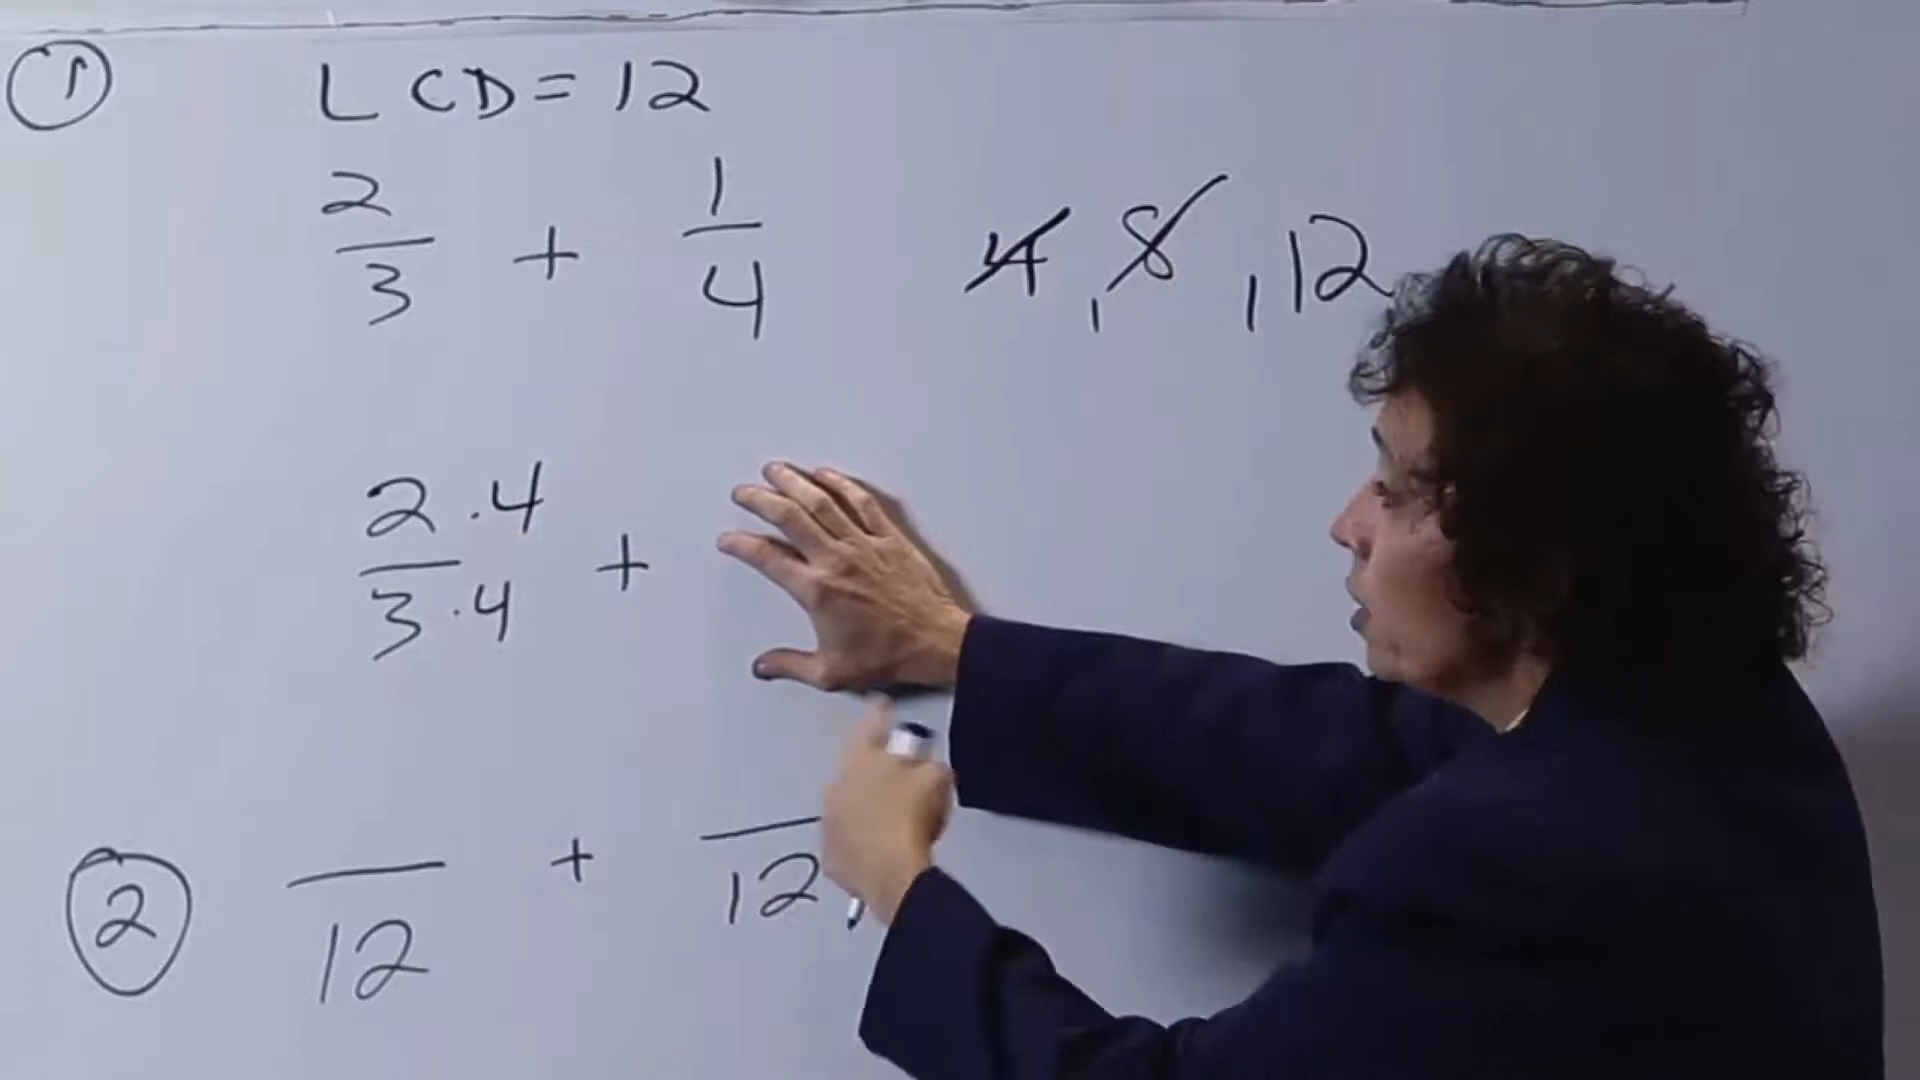 ① LCD = 12
2/3 + 1/4 4, 8, 12
2·4/3·4 +
② /12 + /12